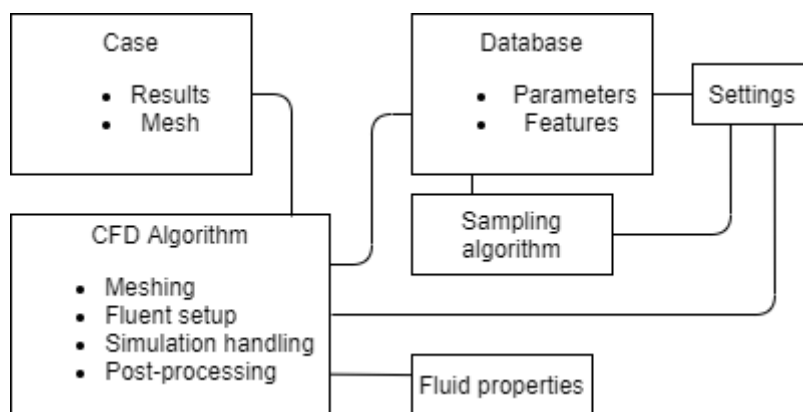 Case
• Results
• Mesh
Database
• Parameters
• Features
Settings
Sampling
algorithm
CFD Algorithm
• Meshing
• Fluent setup
• Simulation handling
• Post-processing
Fluid properties